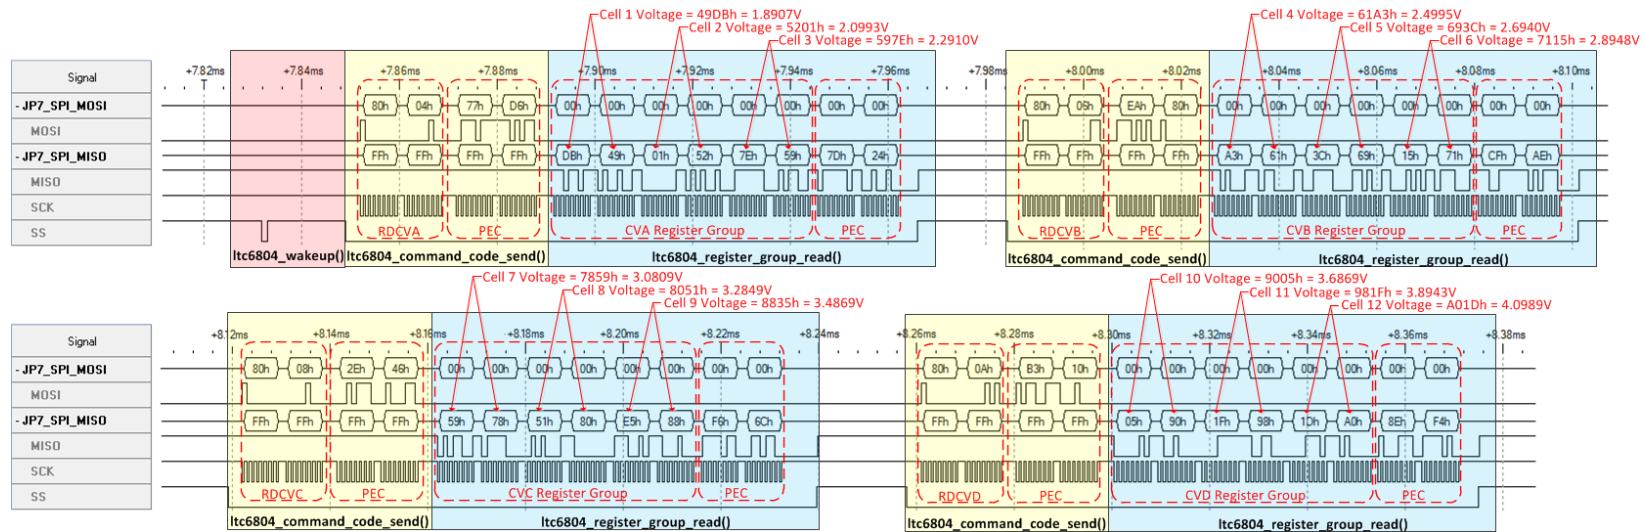 Cell 1 Voltage = 49DBh = 1.8907V
Cell 2 Voltage = 5201h = 2.0993V
Cell 3 Voltage = 597Eh = 2.2910V
Cell 4 Voltage = 61A3h = 2.4995V
Cell 5 Voltage = 693Ch = 2.6940V
Cell 6 Voltage = 7115h = 2.8948V
Signal +7.82ms +7.84ms +7.86ms +7.88ms +7.90ms +7.92ms +7.94ms +7.96ms +7.98ms +8.00ms +8.02ms +8.04ms +8.06ms +8.08ms +8.10ms
- JP7_SPI_MOSI 80h 04h 77h D6h 00h 00h 00h 00h 00h 00h 00h 00h 80h 06h EAh 80h 00h 00h 00h 00h 00h 00h 00h 00h
MOSI
- JP7_SPI_MISO FFh FFh FFh FFh DBh 49h 01h 52h 7Eh 59h 7Dh 24h FFh FFh FFh FFh A3h 61h 3Ch 69h 15h 71h CFh AEh
MISO
SCK
SS RDCVA PEC CVA Register Group PEC RDCVB PEC CVB Register Group PEC
ltc6804_wakeup() ltc6804_command_code_send() ltc6804_register_group_read() ltc6804_command_code_send() ltc6804_register_group_read()
Cell 7 Voltage = 7859h = 3.0809V
Cell 8 Voltage = 8051h = 3.2849V
Cell 9 Voltage = 8835h = 3.4869V
Cell 10 Voltage = 9005h = 3.6869V
Cell 11 Voltage = 981Fh = 3.8943V
Cell 12 Voltage = A01Dh = 4.0989V
Signal +8.12ms +8.14ms +8.16ms +8.18ms +8.20ms +8.22ms +8.24ms +8.26ms +8.28ms +8.30ms +8.32ms +8.34ms +8.36ms +8.38ms
- JP7_SPI_MOSI 80h 08h 2Eh 46h 00h 00h 00h 00h 00h 00h 00h 00h 80h 0Ah B3h 10h 00h 00h 00h 00h 00h 00h 00h 00h
MOSI
- JP7_SPI_MISO FFh FFh FFh FFh 59h 78h 51h 80h E5h 88h F6h 6Ch FFh FFh FFh FFh 05h 90h 1Fh 98h 1Dh A0h 8Eh F4h
MISO
SCK
SS RDCVC PEC CVC Register Group PEC RDCVD PEC CVD Register Group PEC
ltc6804_command_code_send() ltc6804_register_group_read() ltc6804_command_code_send() ltc6804_register_group_read()